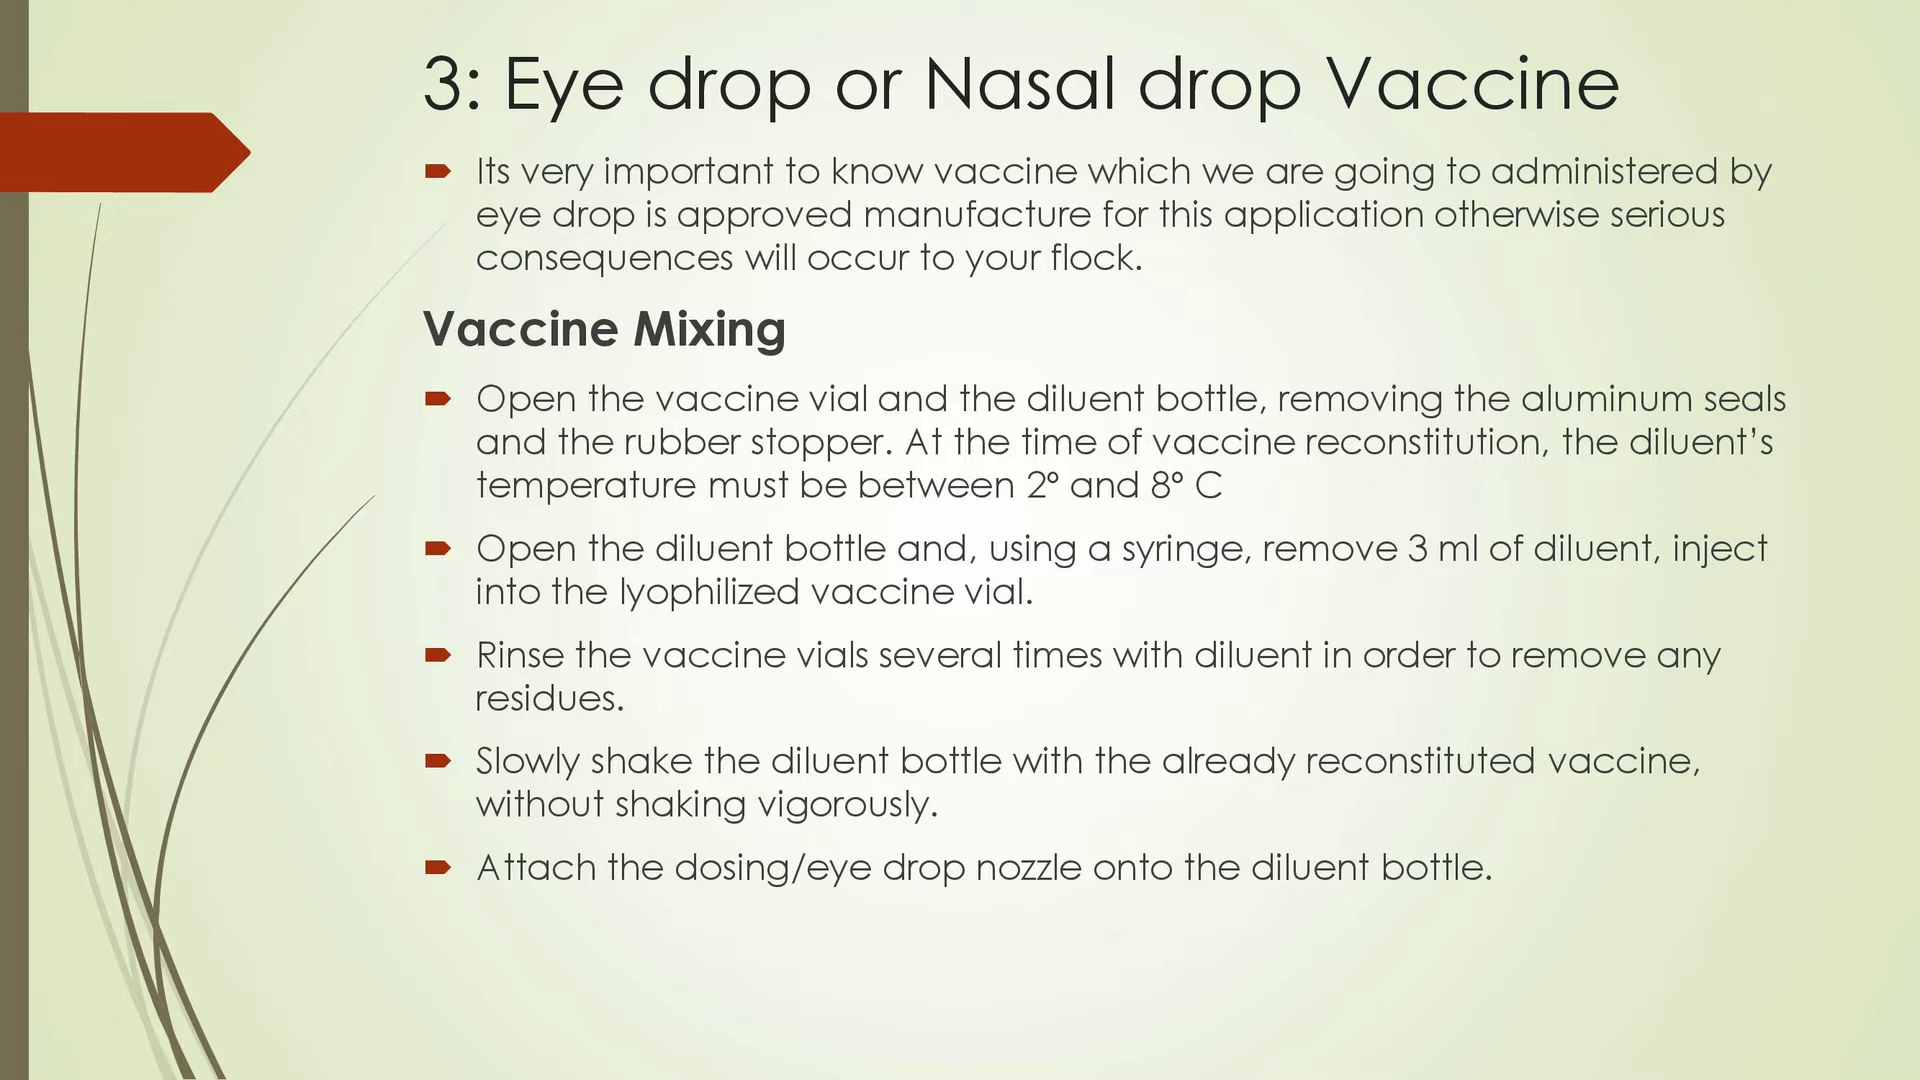 3: Eye drop or Nasal drop Vaccine
Its very important to know vaccine which we are going to administered by
eye drop is approved manufacture for this application otherwise serious
consequences will occur to your flock.
Vaccine Mixing
Open the vaccine vial and the diluent bottle, removing the aluminum seals
and the rubber stopper. At the time of vaccine reconstitution, the diluent’s
temperature must be between 2° and 8° C
Open the diluent bottle and, using a syringe, remove 3 ml of diluent, inject
into the lyophilized vaccine vial.
Rinse the vaccine vials several times with diluent in order to remove any
residues.
Slowly shake the diluent bottle with the already reconstituted vaccine,
without shaking vigorously.
Attach the dosing/eye drop nozzle onto the diluent bottle.